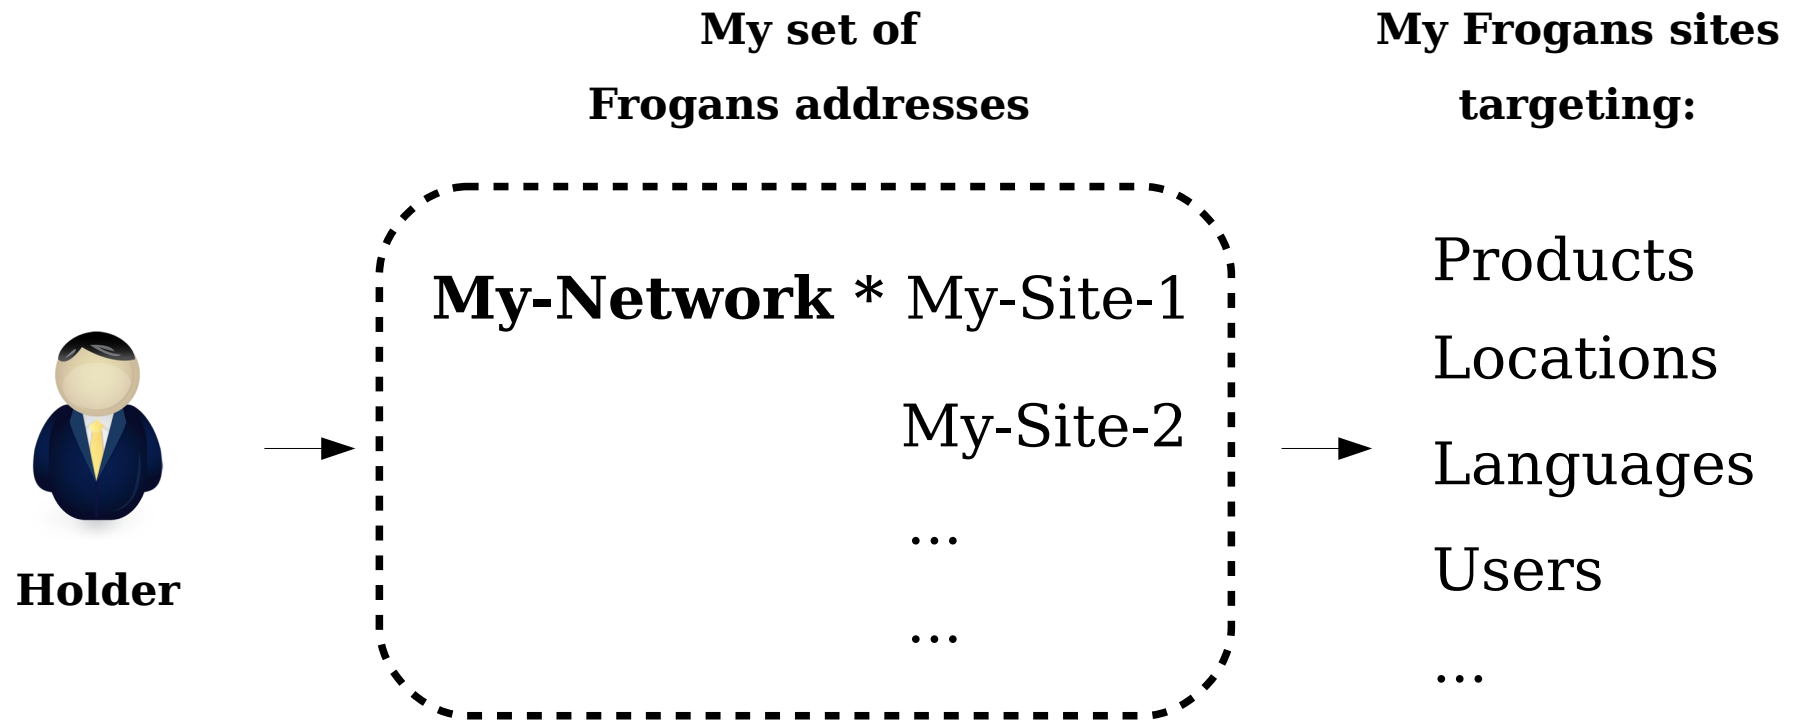 My set of
Frogans addresses
My Frogans sites
targeting:
Holder
My-Network * My-Site-1
My-Site-2
...
...
Products
Locations
Languages
Users
...